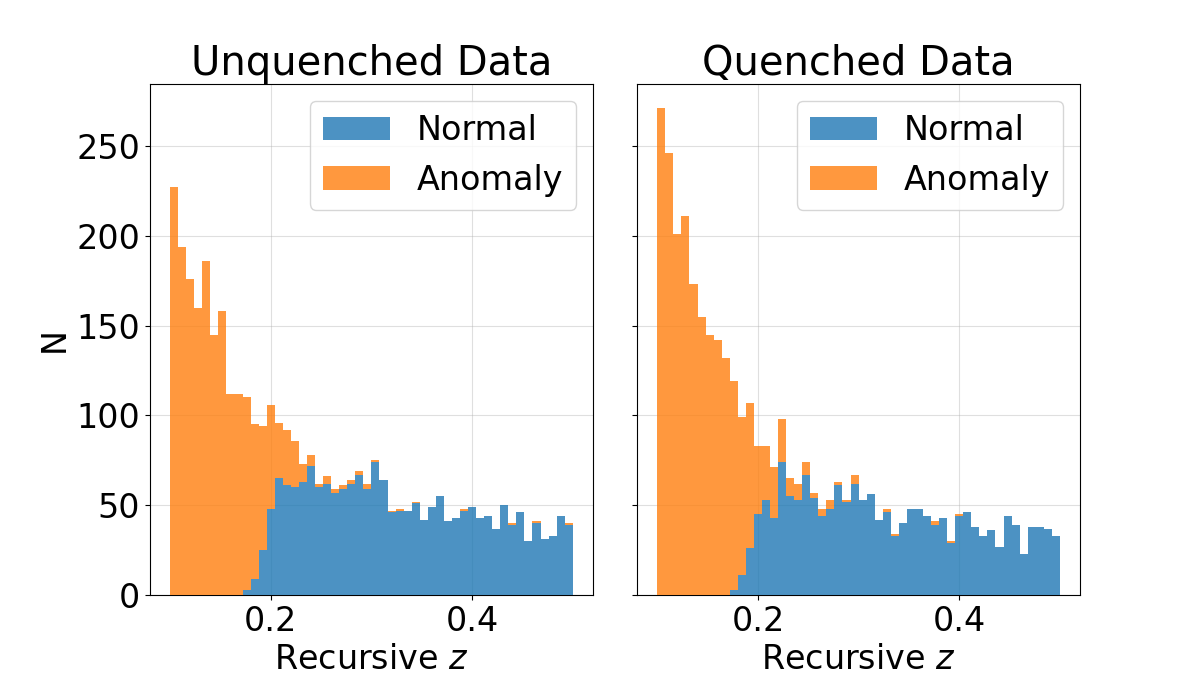 Unquenched Data
Quenched Data
Normal
Anomaly
Normal
Anomaly
N
250
200
150
100
50
0
0.2
0.4
0.2
0.4
Recursive z
Recursive z